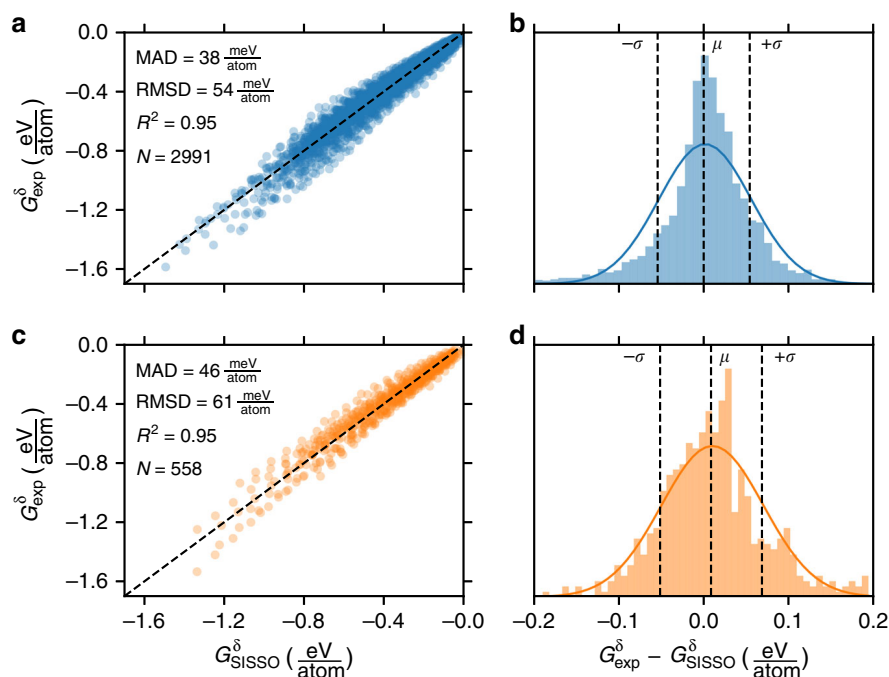 a
0.0
−0.4
−0.8
−1.2
−1.6
G^δ_exp (eV/atom)
MAD = 38 meV/atom
RMSD = 54 meV/atom
R² = 0.95
N = 2991
b
−σ μ +σ
c
0.0
−0.4
−0.8
−1.2
−1.6
G^δ_exp (eV/atom)
MAD = 46 meV/atom
RMSD = 61 meV/atom
R² = 0.95
N = 558
−1.6 −1.2 −0.8 −0.4 −0.0
G^δ_SISSO (eV/atom)
d
−σ μ +σ
−0.2 −0.1 0.0 0.1 0.2
G^δ_exp − G^δ_SISSO (eV/atom)